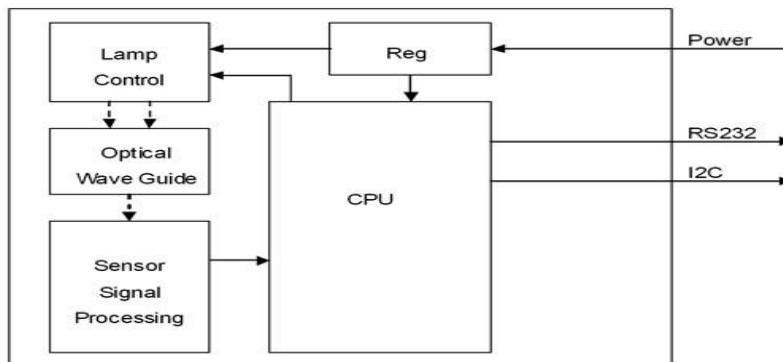 Lamp
Control
Reg
Power
RS232
Optical
Wave Guide
I2C
CPU
Sensor
Signal
Processing